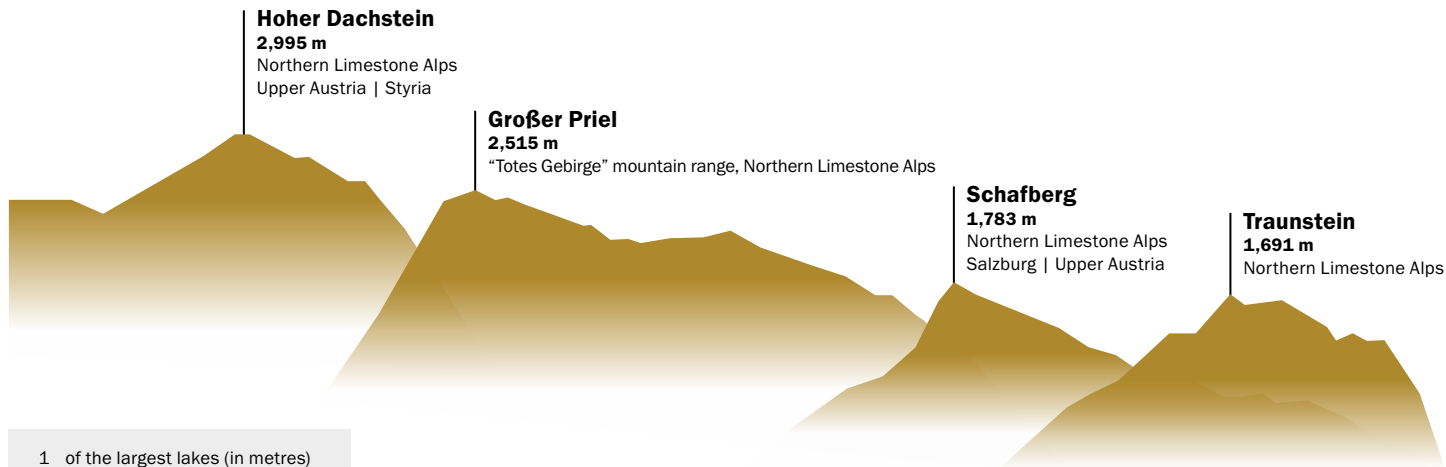 Hoher Dachstein
2,995 m
Northern Limestone Alps
Upper Austria | Styria
Großer Priel
2,515 m
“Totes Gebirge” mountain range, Northern Limestone Alps
Schafberg
1,783 m
Northern Limestone Alps
Salzburg | Upper Austria
Traunstein
1,691 m
Northern Limestone Alps
1 of the largest lakes (in metres)